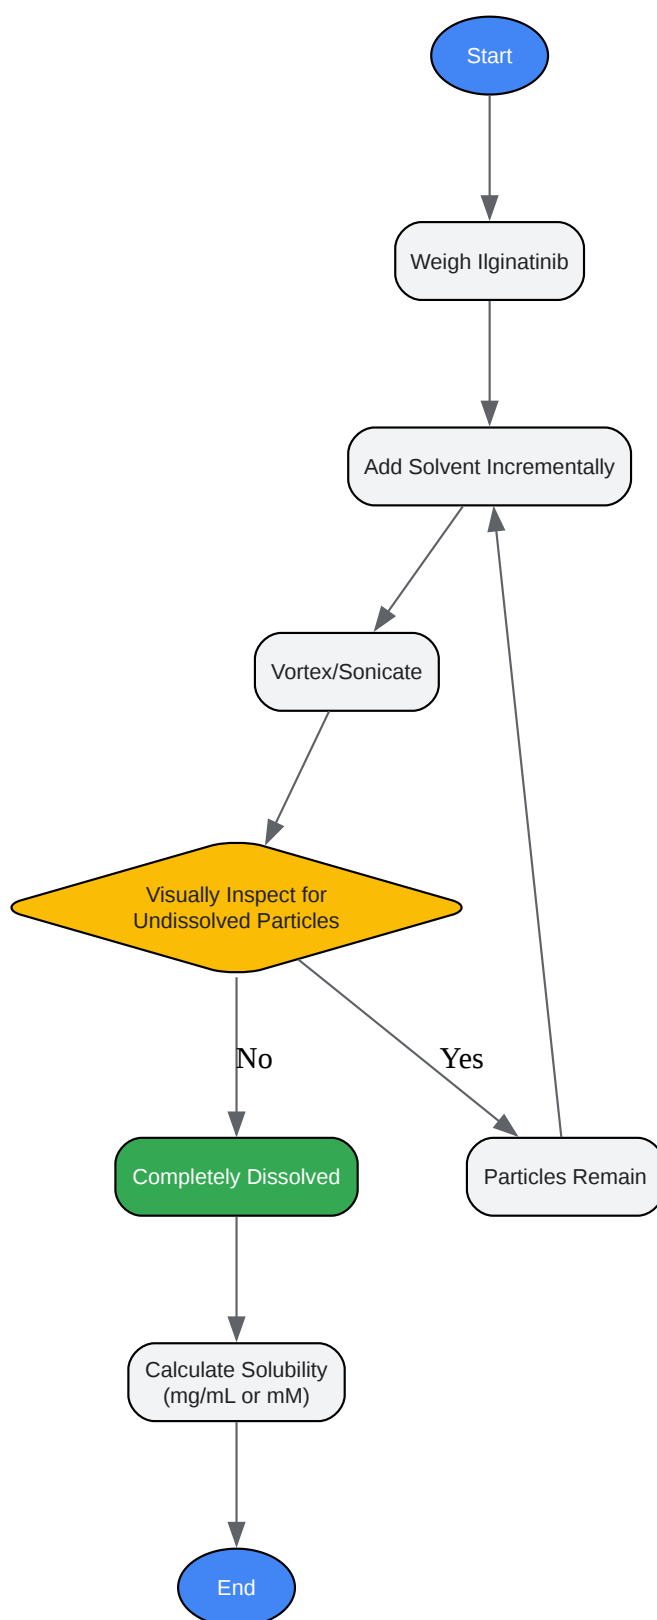 Start
Weigh Ilginatinib
Add Solvent Incrementally
Vortex/Sonicate
Visually Inspect for
Undissolved Particles
No
Yes
Completely Dissolved
Particles Remain
Calculate Solubility
(mg/mL or mM)
End